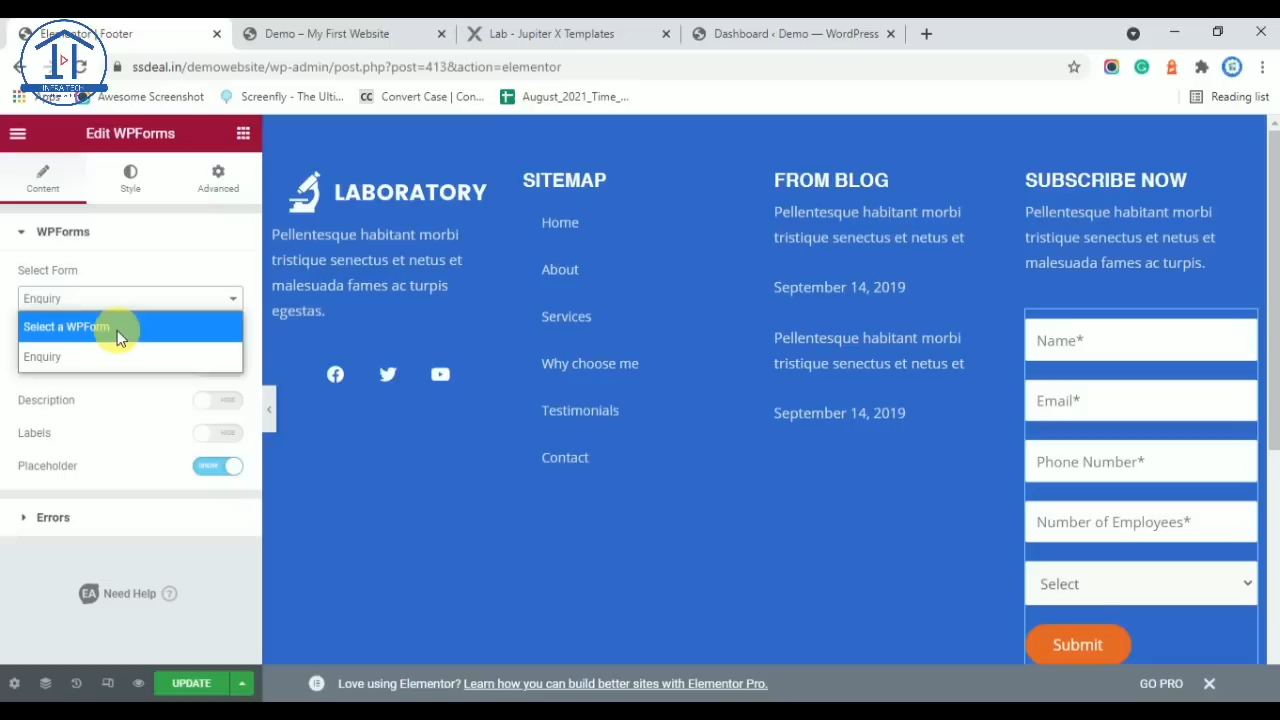 Elementor | Footer
Demo – My First Website
Lab - Jupiter X Templates
Dashboard ‹ Demo — WordPress
ssdeal.in/demowebsite/wp-admin/post.php?post=413&action=elementor
INFRATECH
Apps
Awesome Screenshot
Screenfly - The Ulti...
CC Convert Case | Con...
August_2021_Time_...
Reading list
Edit WPForms
Content
Style
Advanced
WPForms
Select Form
Enquiry
Select a WPForm
Enquiry
Description
HIDE
Labels
HIDE
Placeholder
SHOW
Errors
EA Need Help ?
UPDATE
LABORATORY
Pellentesque habitant morbi
tristique senectus et netus et
malesuada fames ac turpis
egestas.
SITEMAP
Home
About
Services
Why choose me
Testimonials
Contact
FROM BLOG
Pellentesque habitant morbi
tristique senectus et netus et
September 14, 2019
Pellentesque habitant morbi
tristique senectus et netus et
September 14, 2019
SUBSCRIBE NOW
Pellentesque habitant morbi
tristique senectus et netus et
malesuada fames ac turpis.
Name*
Email*
Phone Number*
Number of Employees*
Select
Submit
Love using Elementor? Learn how you can build better sites with Elementor Pro.
GO PRO